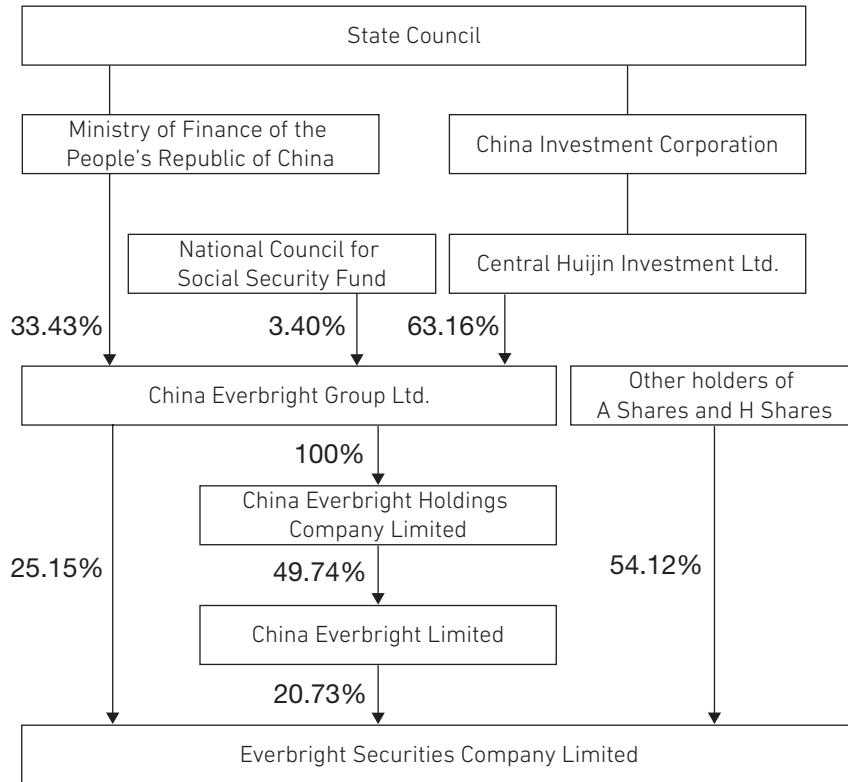 State Council
Ministry of Finance of the
People's Republic of China
China Investment Corporation
National Council for
Social Security Fund
Central Huijin Investment Ltd.
33.43%
3.40%
63.16%
China Everbright Group Ltd.
Other holders of
A Shares and H Shares
100%
China Everbright Holdings
Company Limited
25.15%
49.74%
54.12%
China Everbright Limited
20.73%
Everbright Securities Company Limited